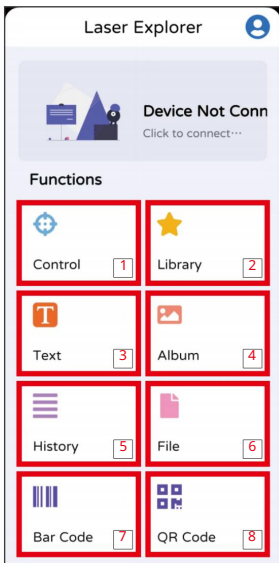 Laser Explorer
Device Not Conn
Click to connect···
Functions
Control 1
Library 2
T
Text 3
Album 4
History 5
File 6
Bar Code 7
QR Code 8